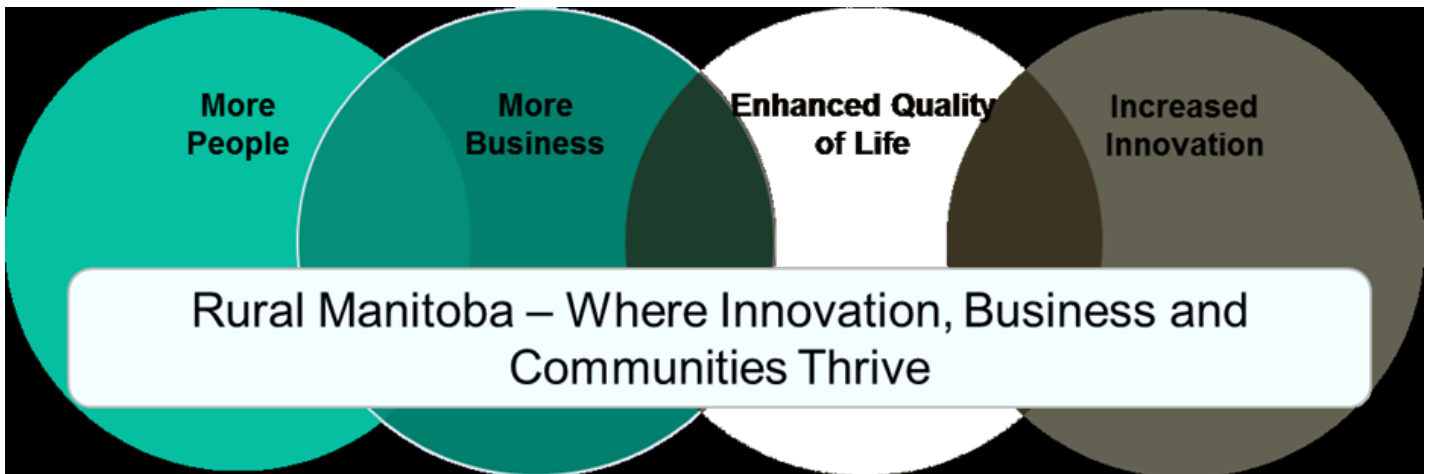 More
People
More
Business
Enhanced Quality
of Life
Increased
Innovation
Rural Manitoba – Where Innovation, Business and
Communities Thrive